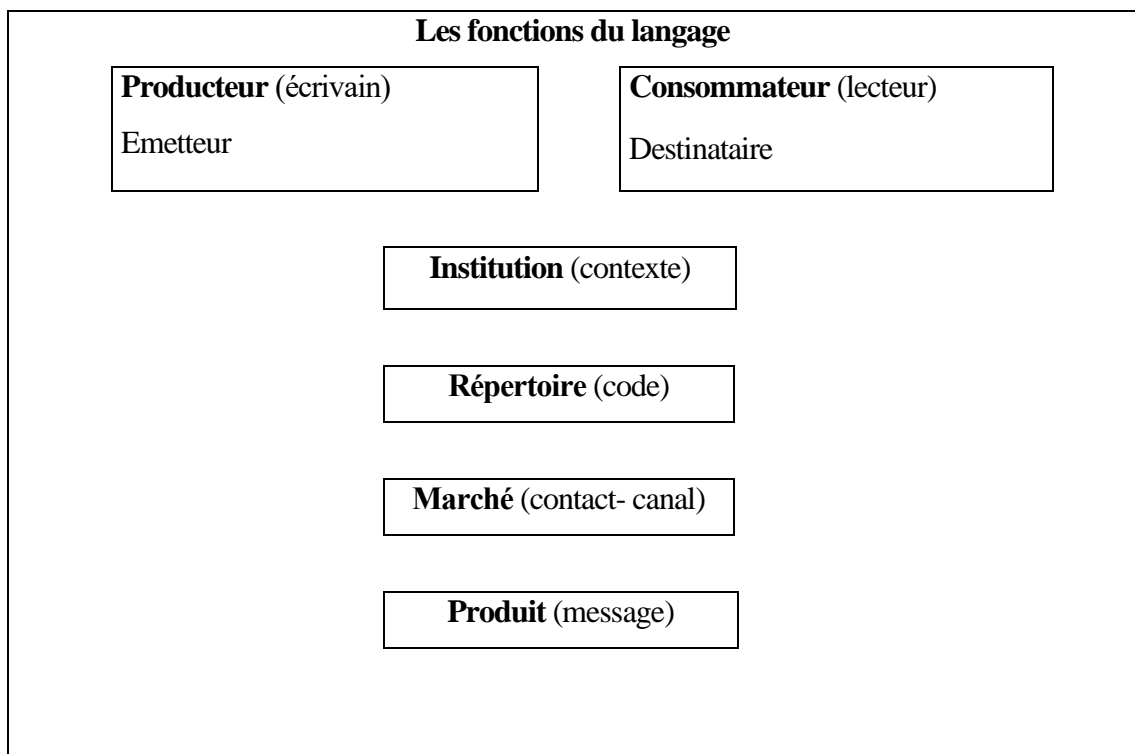 Les fonctions du langage
Producteur (écrivain)
Emetteur
Consommateur (lecteur)
Destinataire
Institution (contexte)
Répertoire (code)
Marché (contact- canal)
Produit (message)